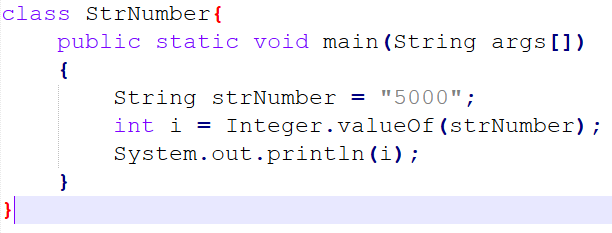 class StrNumber{
    public static void main(String args[])
    {
        String strNumber = "5000";
        int i = Integer.valueOf(strNumber);
        System.out.println(i);
    }
}